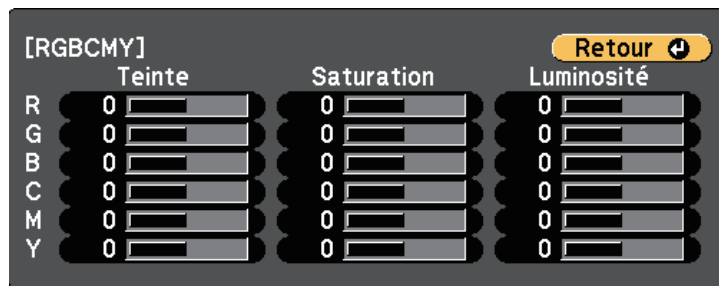 [RGBCMY] Retour
Teinte Saturation Luminosité
R 0 0 0
G 0 0 0
B 0 0 0
C 0 0 0
M 0 0 0
Y 0 0 0